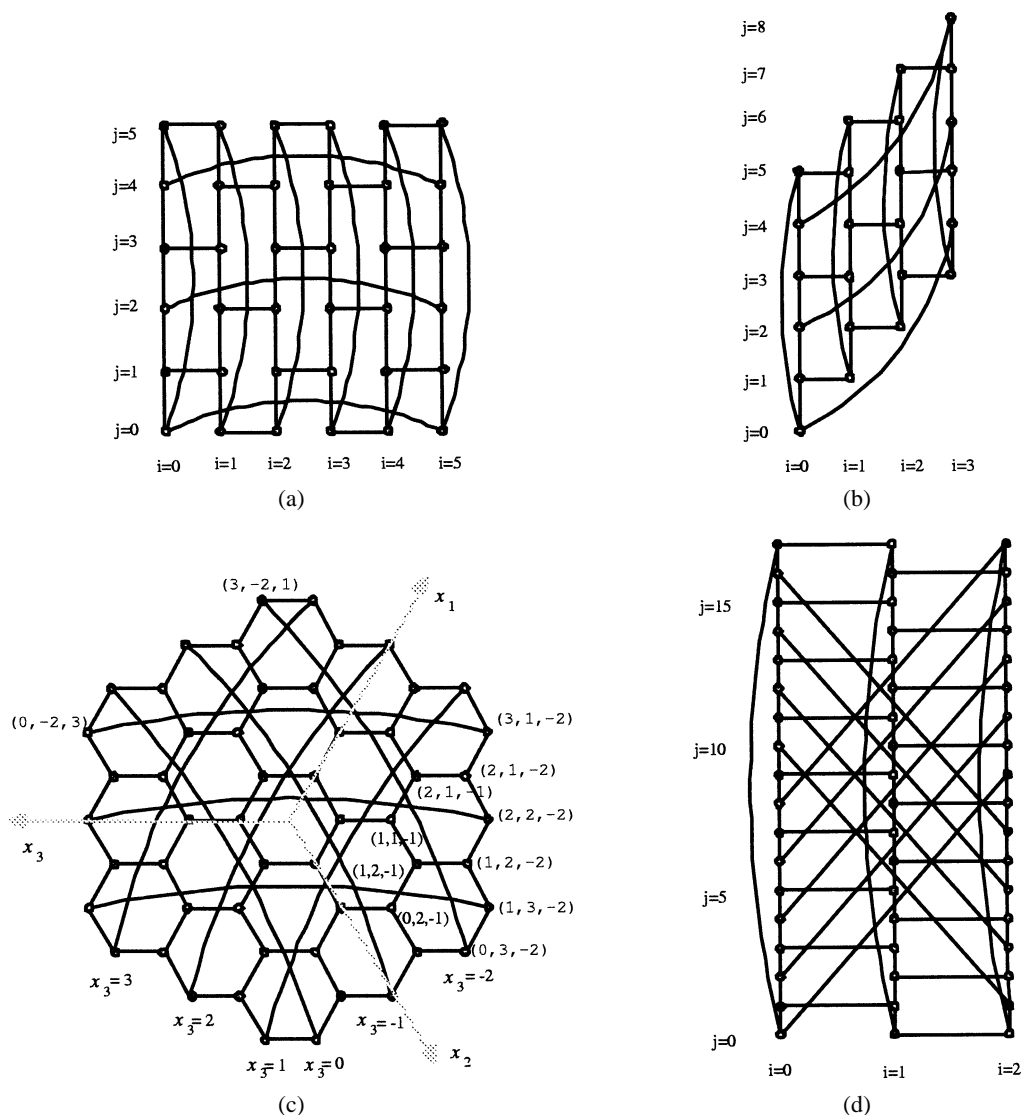 j=5
j=4
j=3
j=2
j=1
j=0
i=0 i=1 i=2 i=3 i=4 i=5
(a)
j=8
j=7
j=6
j=5
j=4
j=3
j=2
j=1
j=0
i=0 i=1 i=2 i=3
(b)
(3,-2,1)
x1
(0,-2,3)
(3,1,-2)
(2,1,-2)
(2,1,-1)
(2,2,-2)
x3
(1,1,-1)
(1,2,-2)
(1,2,-1)
(1,3,-2)
(0,2,-1)
(0,3,-2)
x3=3
x3=-2
x3=2
x3=-1
x2
x3=1 x3=0
(c)
j=15
j=10
j=5
j=0
i=0 i=1 i=2
(d)